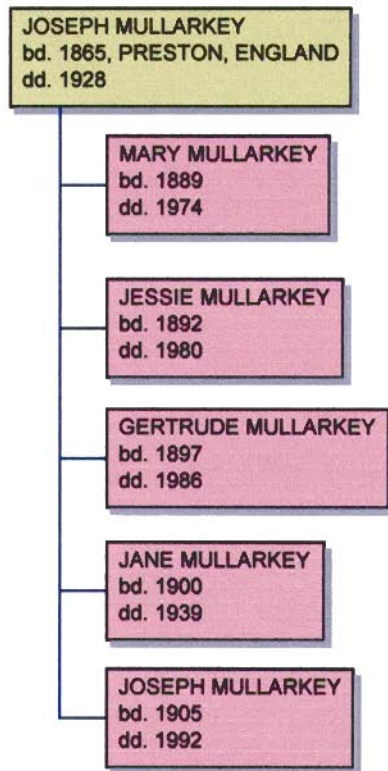 JOSEPH MULLARKEY
bd. 1865, PRESTON, ENGLAND
dd. 1928
MARY MULLARKEY
bd. 1889
dd. 1974
JESSIE MULLARKEY
bd. 1892
dd. 1980
GERTRUDE MULLARKEY
bd. 1897
dd. 1986
JANE MULLARKEY
bd. 1900
dd. 1939
JOSEPH MULLARKEY
bd. 1905
dd. 1992